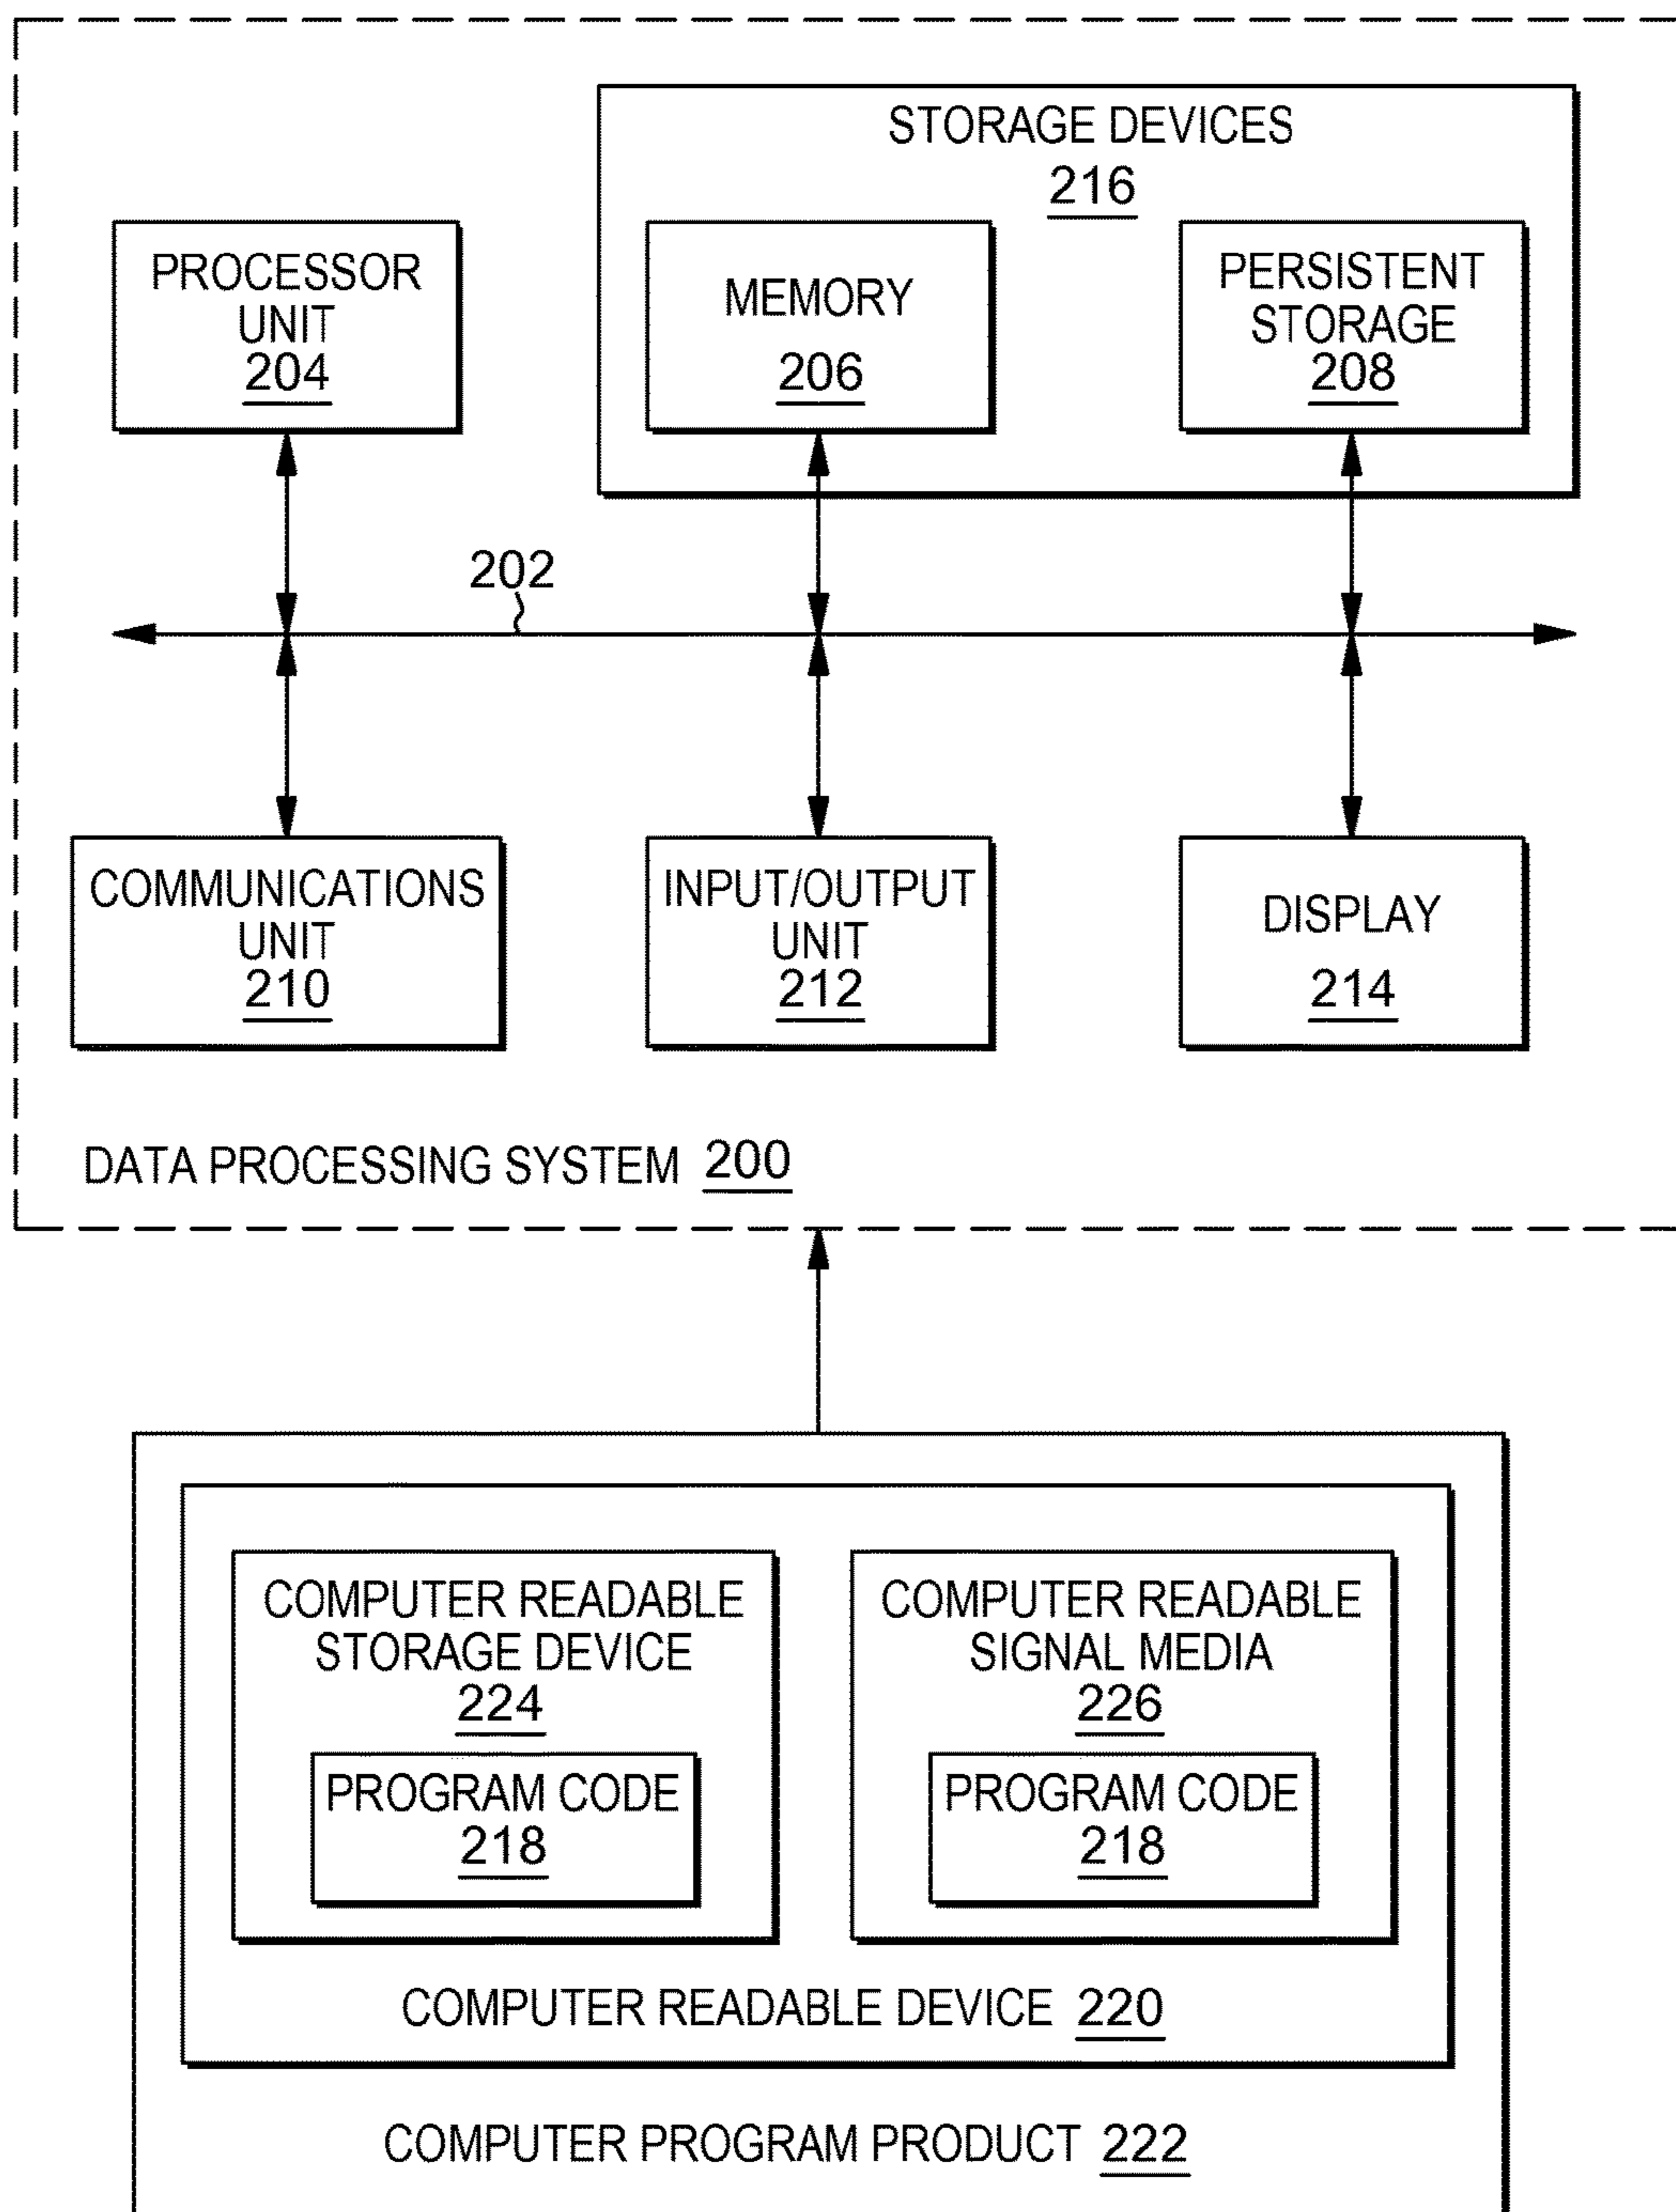 STORAGE DEVICES
216
PROCESSOR
UNIT
204
MEMORY
206
PERSISTENT
STORAGE
208
202
COMMUNICATIONS
UNIT
210
INPUT/OUTPUT
UNIT
212
DISPLAY
214
DATA PROCESSING SYSTEM 200
COMPUTER READABLE
STORAGE DEVICE
224
PROGRAM CODE
218
COMPUTER READABLE
SIGNAL MEDIA
226
PROGRAM CODE
218
COMPUTER READABLE DEVICE 220
COMPUTER PROGRAM PRODUCT 222